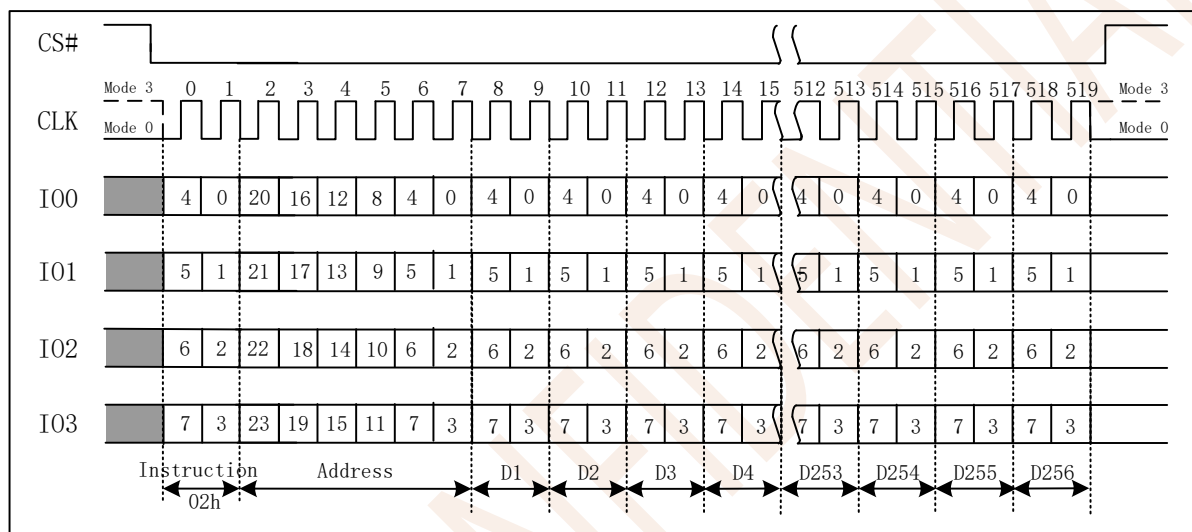 CS#
Mode 3 0 1 2 3 4 5 6 7 8 9 10 11 12 13 14 15 512 513 514 515 516 517 518 519 Mode 3
CLK
Mode 0 Mode 0
IO0 4 0 20 16 12 8 4 0 4 0 4 0 4 0 4 0 4 0 4 0 4 0 4 0
IO1 5 1 21 17 13 9 5 1 5 1 5 1 5 1 5 1 5 1 5 1 5 1 5 1
IO2 6 2 22 18 14 10 6 2 6 2 6 2 6 2 6 2 6 2 6 2 6 2 6 2
IO3 7 3 23 19 15 11 7 3 7 3 7 3 7 3 7 3 7 3 7 3 7 3 7 3
Instruction Address D1 D2 D3 D4 D253 D254 D255 D256
02h